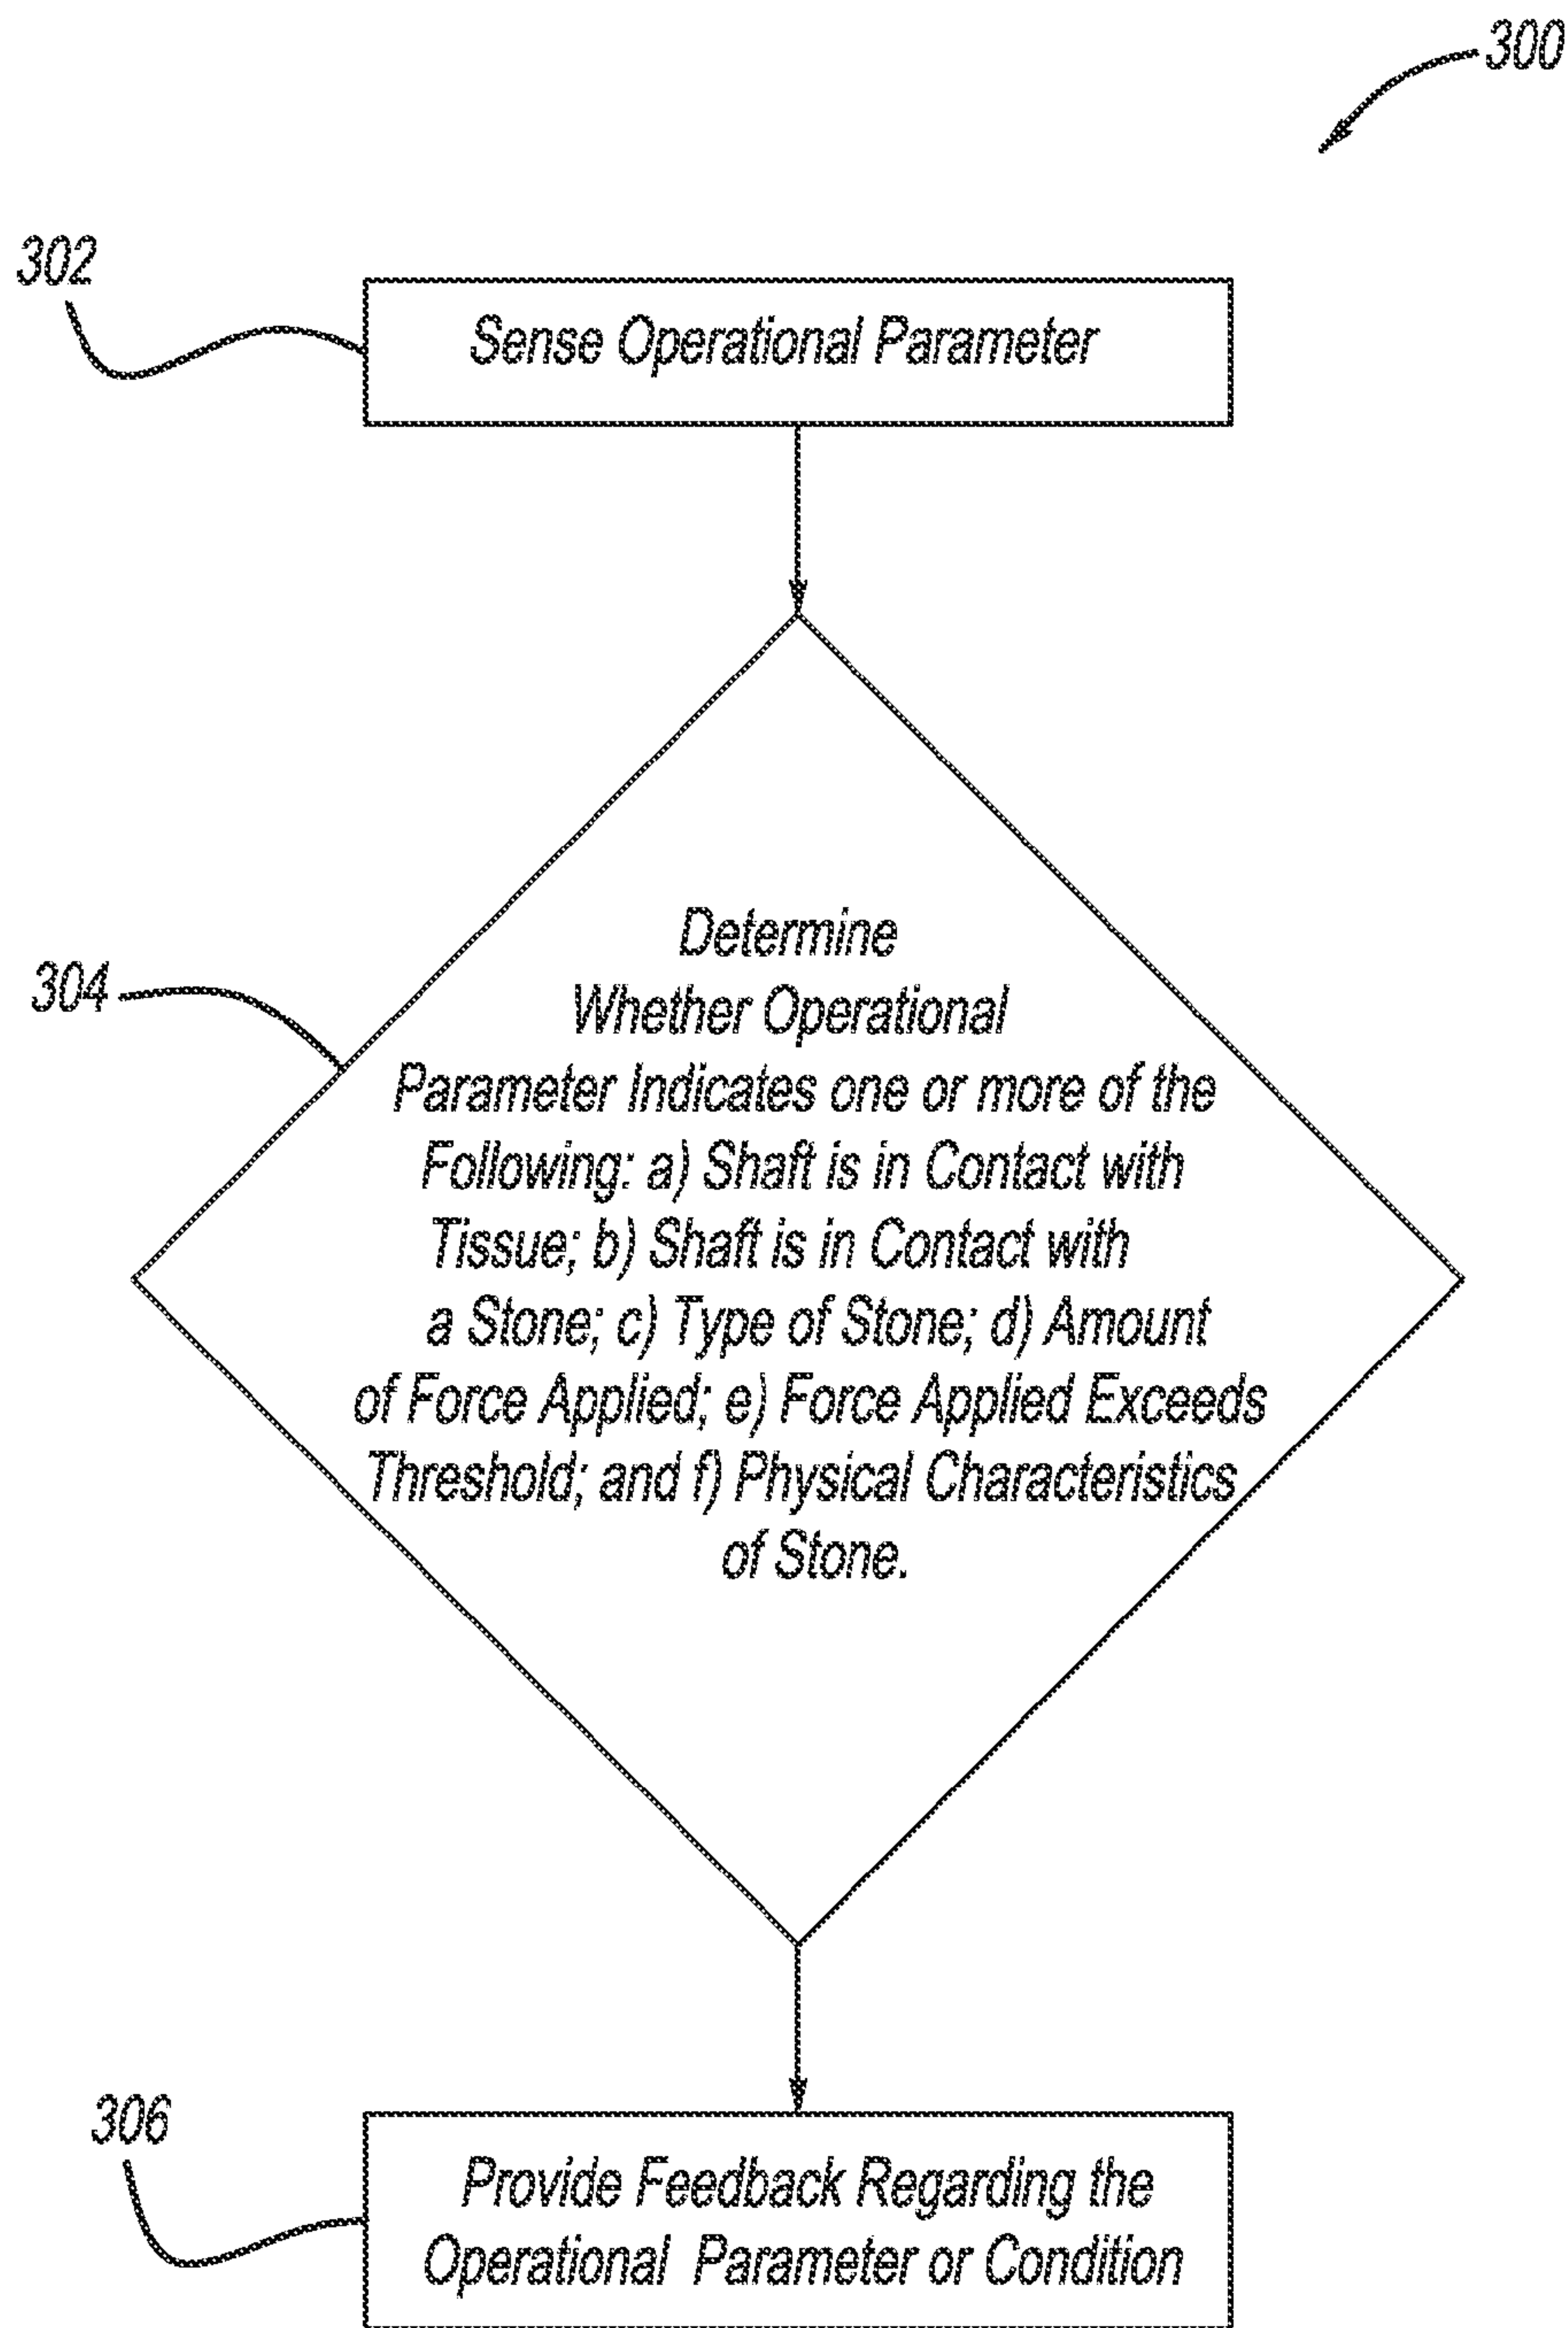 300
302
Sense Operational Parameter
304
Determine
Whether Operational
Parameter Indicates one or more of the
Following: a) Shaft is in Contact with
Tissue; b) Shaft is in Contact with
a Stone; c) Type of Stone; d) Amount
of Force Applied; e) Force Applied Exceeds
Threshold; and f) Physical Characteristics
of Stone.
306
Provide Feedback Regarding the
Operational Parameter or Condition